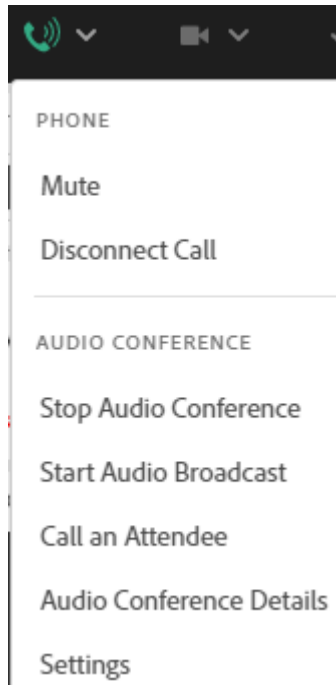 PHONE
Mute
Disconnect Call
AUDIO CONFERENCE
Stop Audio Conference
Start Audio Broadcast
Call an Attendee
Audio Conference Details
Settings